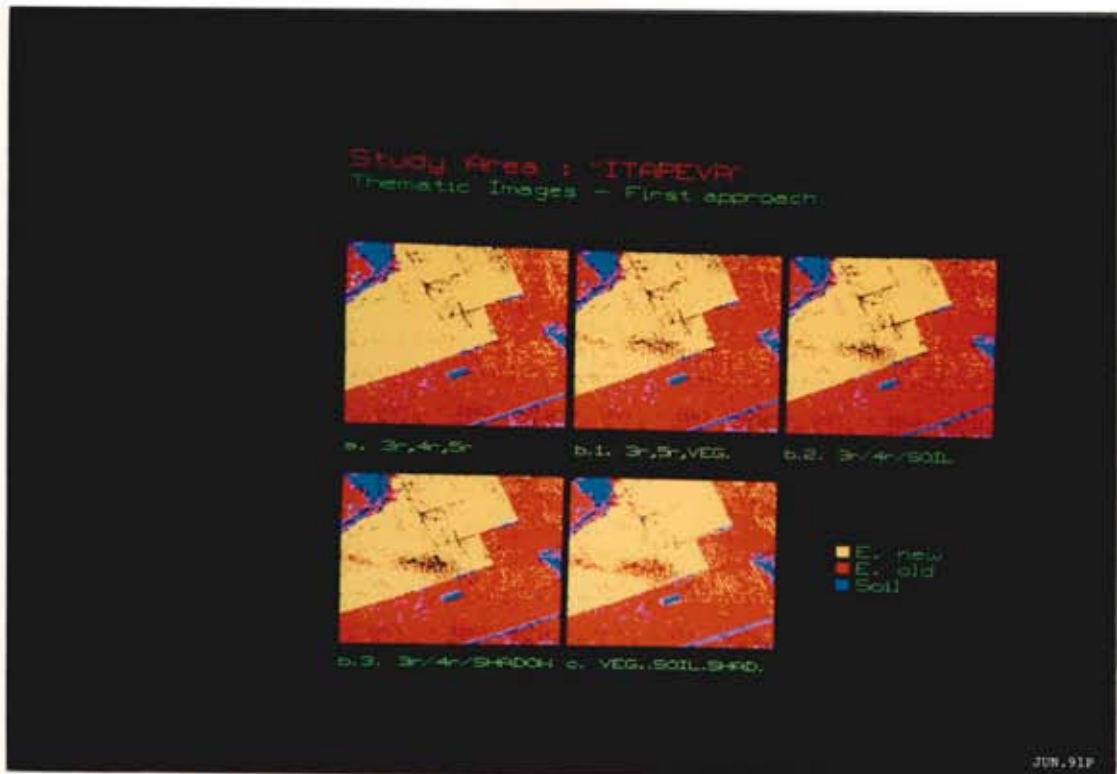 Study Area : "ITAPEVA"
Thematic Images - First approach
a. 3r,4r,5r
b.1. 3r,5r,VEG.
b.2. 3r/4r/SOIL
b.3. 3r/4r/SHADOW
c. VEG..SOIL.SHAD.
E. new
E. old
Soil
JUN.91P